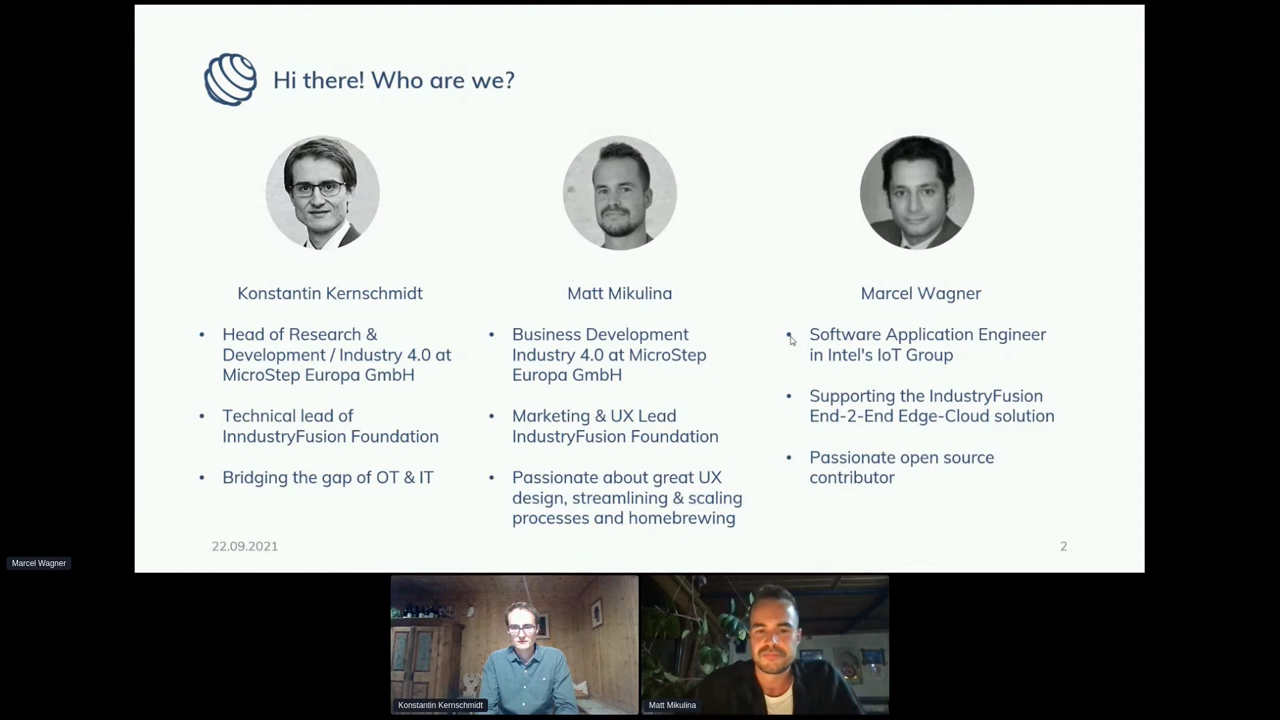 Hi there! Who are we?
Konstantin Kernschmidt
• Head of Research &
Development / Industry 4.0 at
MicroStep Europa GmbH
• Technical lead of
InndustryFusion Foundation
• Bridging the gap of OT & IT
Matt Mikulina
• Business Development
Industry 4.0 at MicroStep
Europa GmbH
• Marketing & UX Lead
IndustryFusion Foundation
• Passionate about great UX
design, streamlining & scaling
processes and homebrewing
Marcel Wagner
• Software Application Engineer
in Intel's IoT Group
• Supporting the IndustryFusion
End-2-End Edge-Cloud solution
• Passionate open source
contributor
22.09.2021
2
Marcel Wagner
Konstantin Kernschmidt
Matt Mikulina